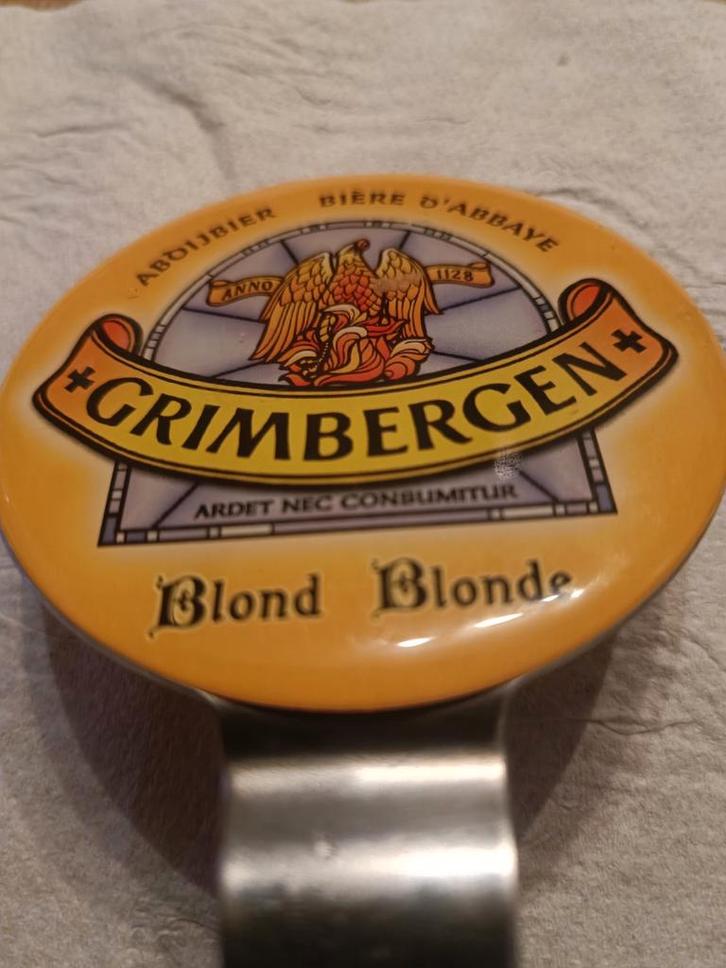 ABDIJBIER BIÈRE D'ABBAYE
ANNO 1128
GRIMBERGEN
ARDET NEC CONSUMITUR
Blond Blonde